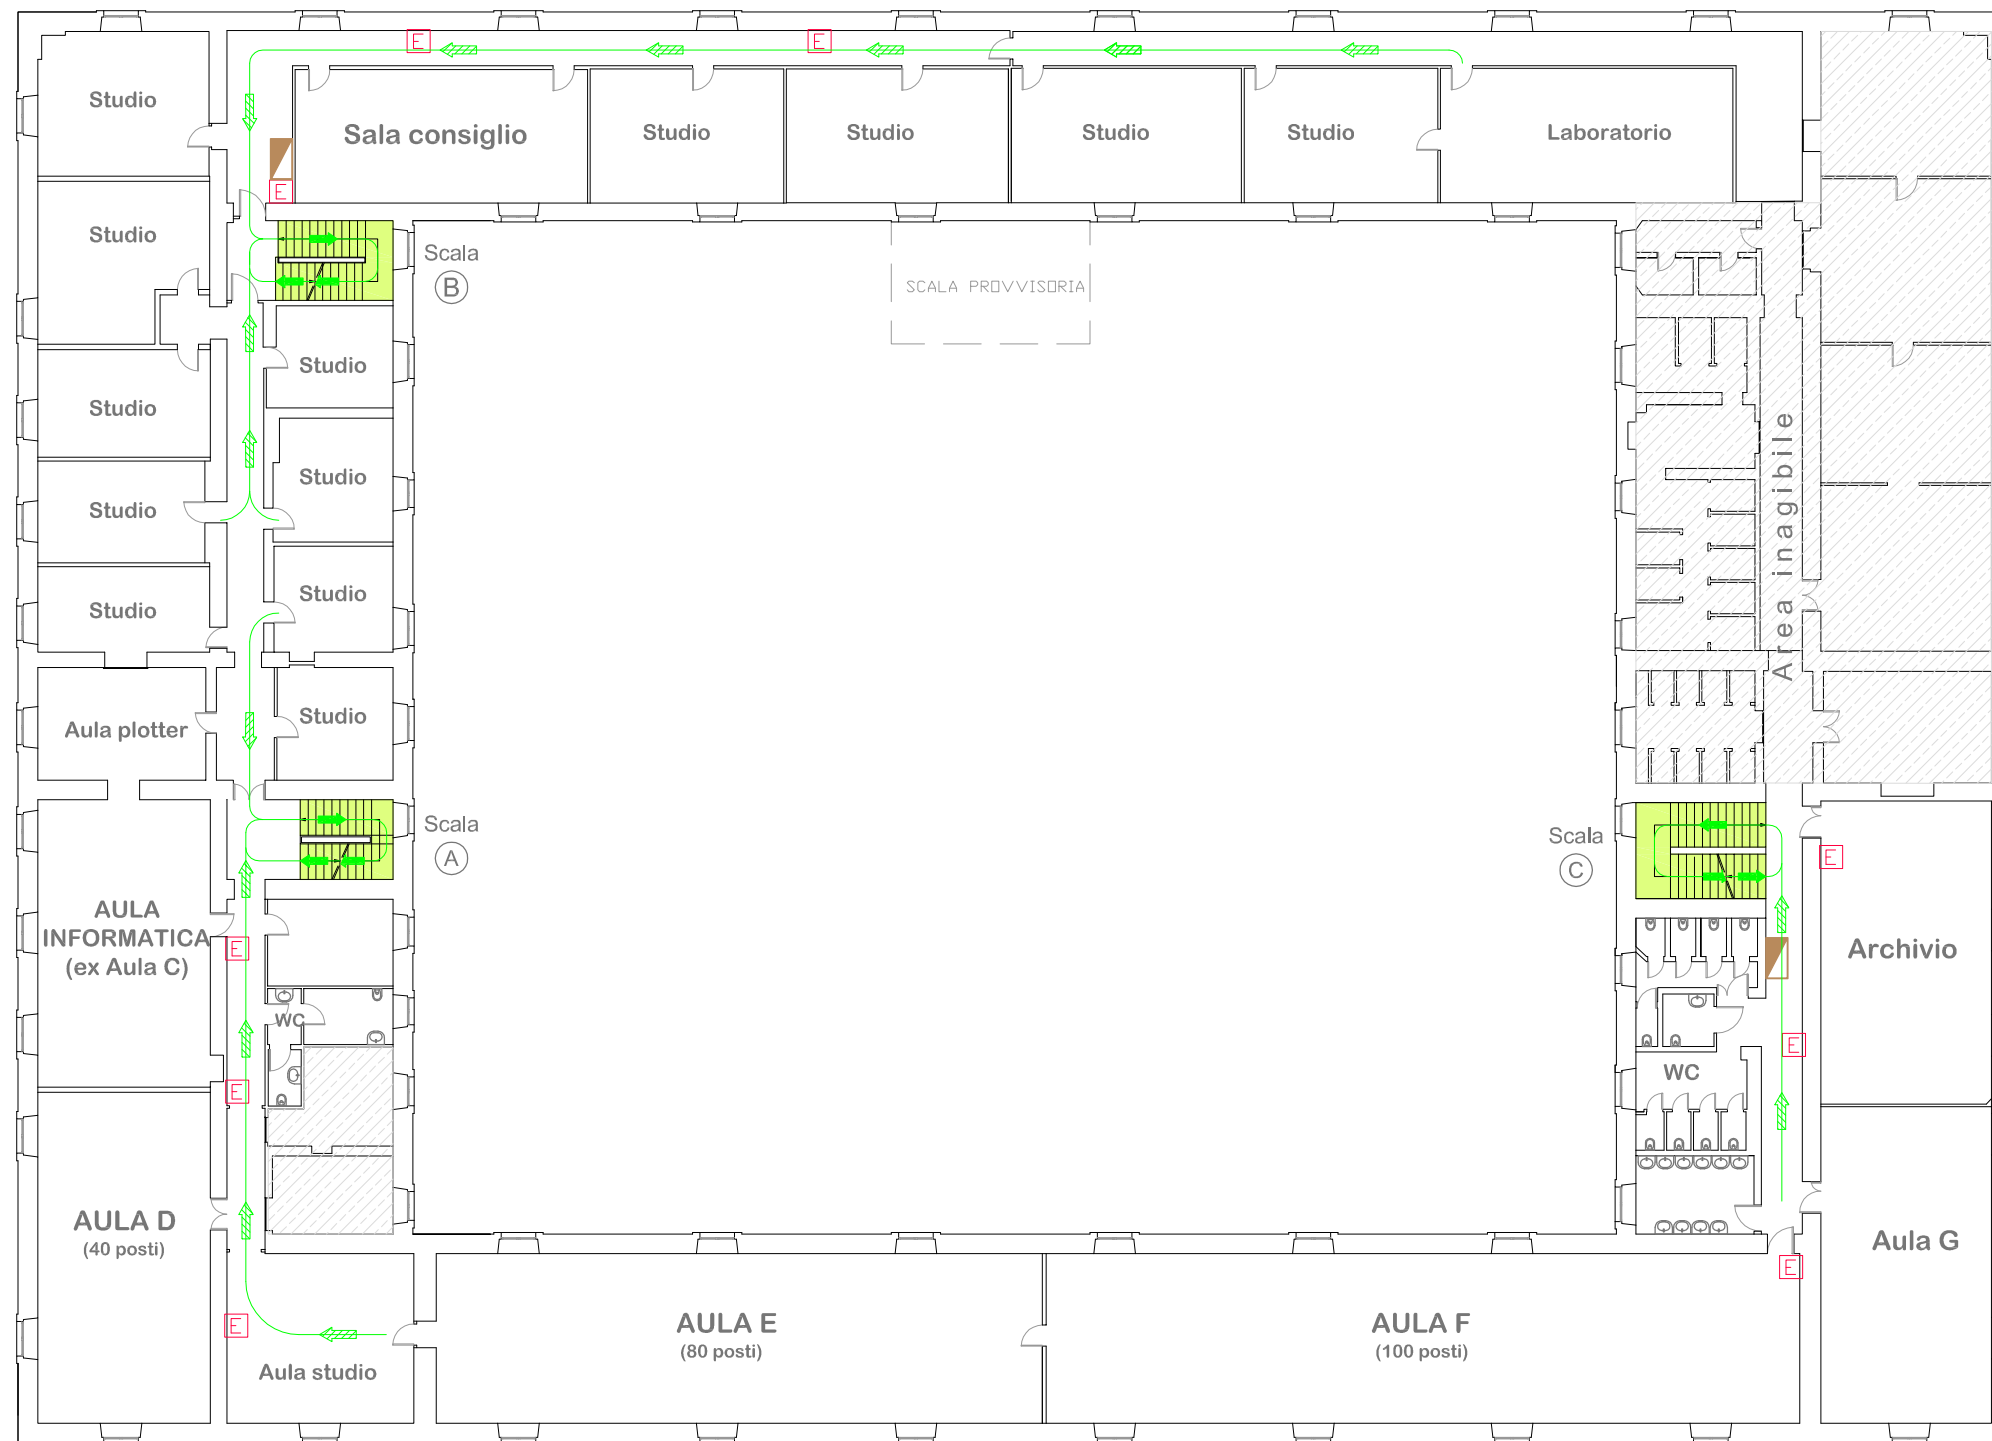 E
E
Studio
Sala consiglio
Studio
Studio
Studio
Studio
Laboratorio
E
Studio
Scala
B
SCALA PROVVISORIA
Studio
Studio
Studio
Studio
Area inagibile
Studio
Studio
Studio
Aula plotter
Scala
A
Scala
C
E
AULA
INFORMATICA
(ex Aula C)
E
Archivio
WC
E
WC
E
AULA D
(40 posti)
Aula G
E
E
Studio
AULA E
(80 posti)
AULA F
(100 posti)
Aula studio